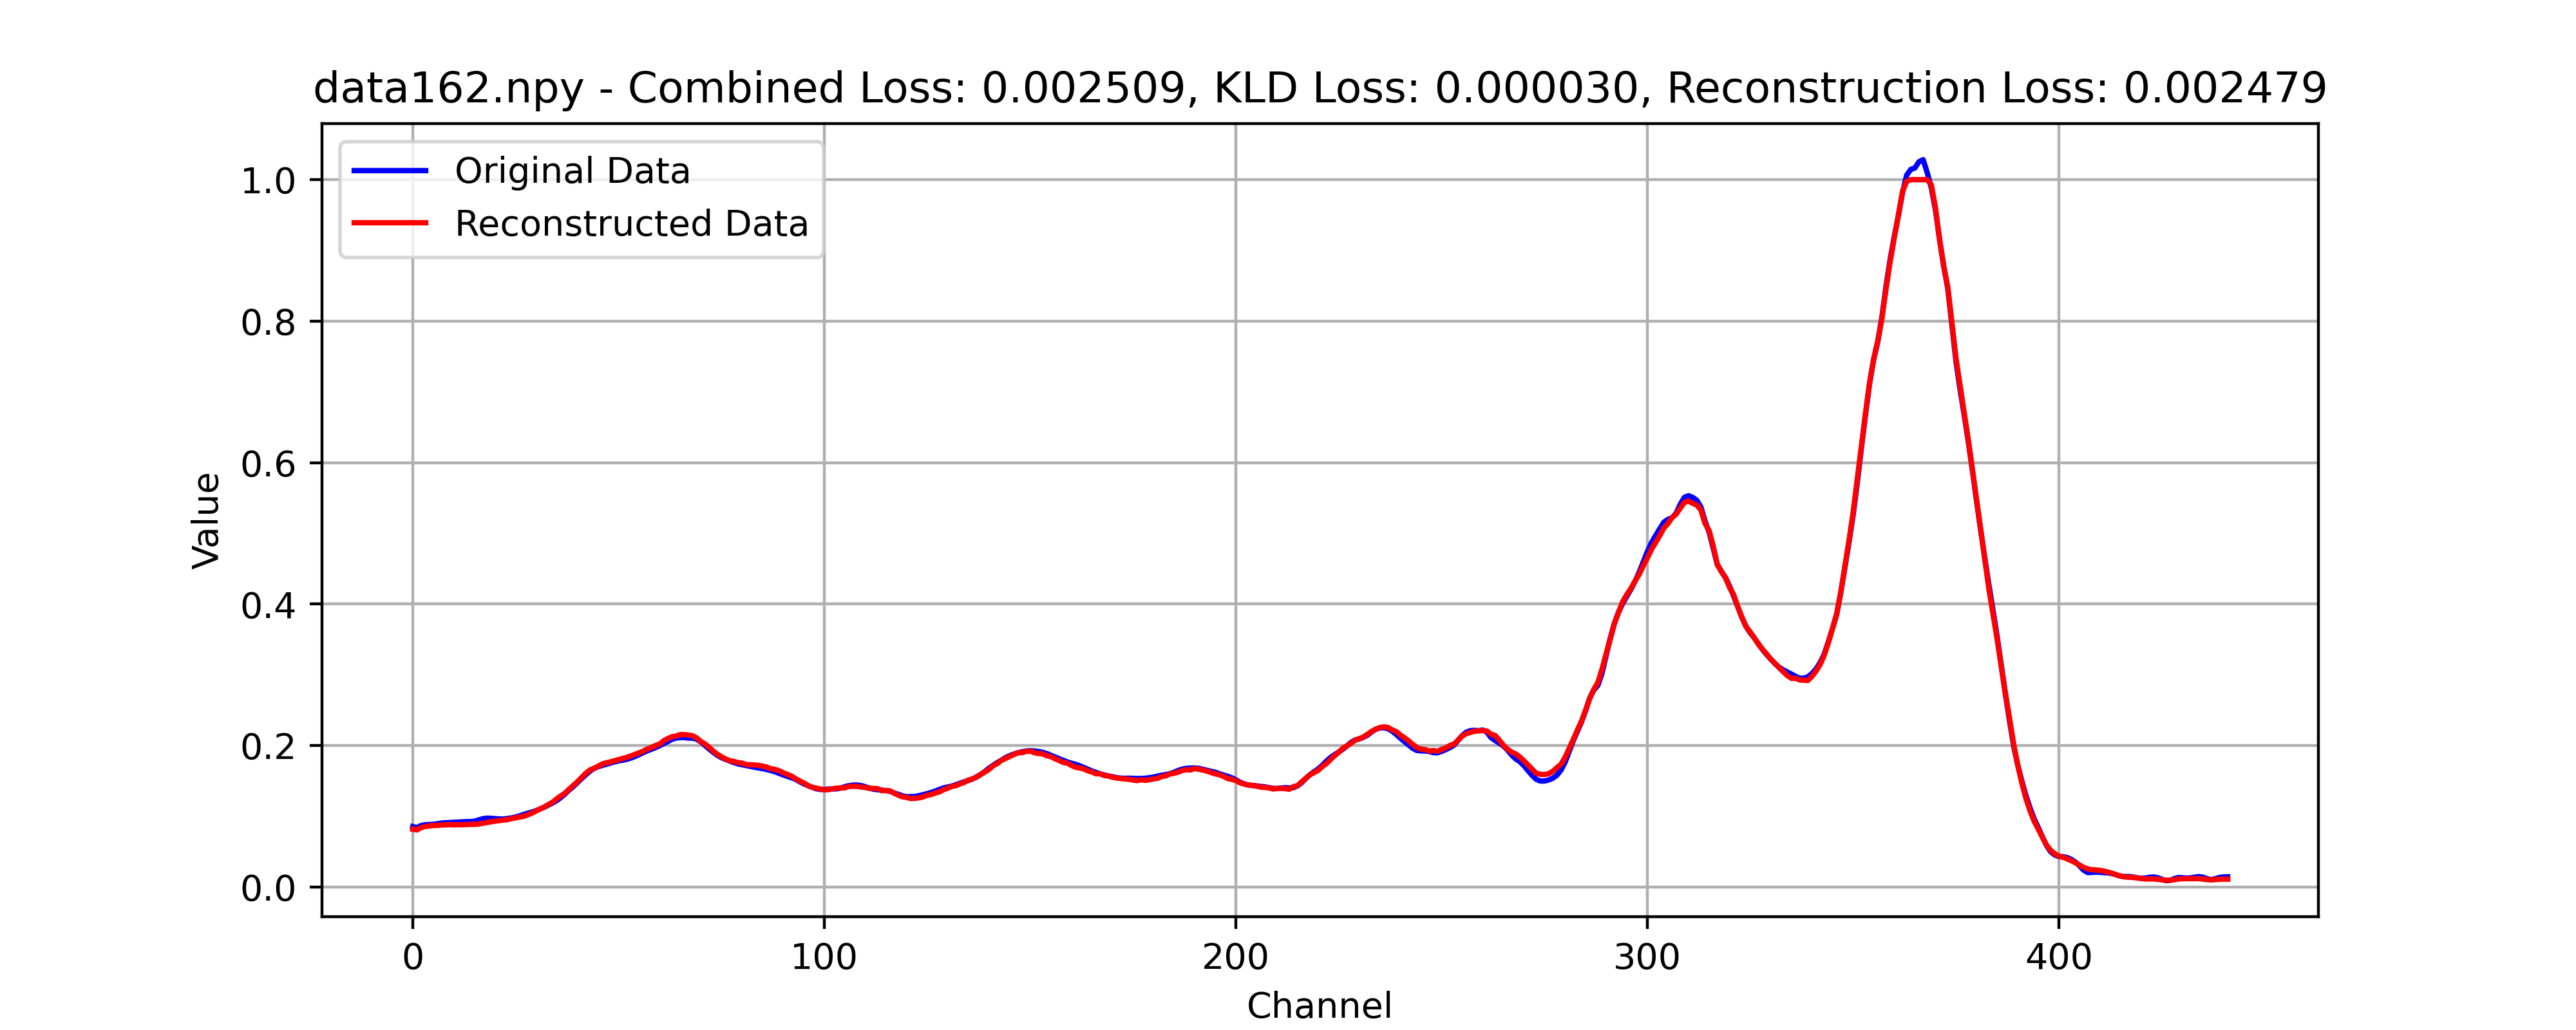 data162.npy - Combined Loss: 0.002509, KLD Loss: 0.000030, Reconstruction Loss: 0.002479
Original Data
Reconstructed Data
1.0
0.8
0.6
0.4
0.2
0.0
Value
0 100 200 300 400
Channel